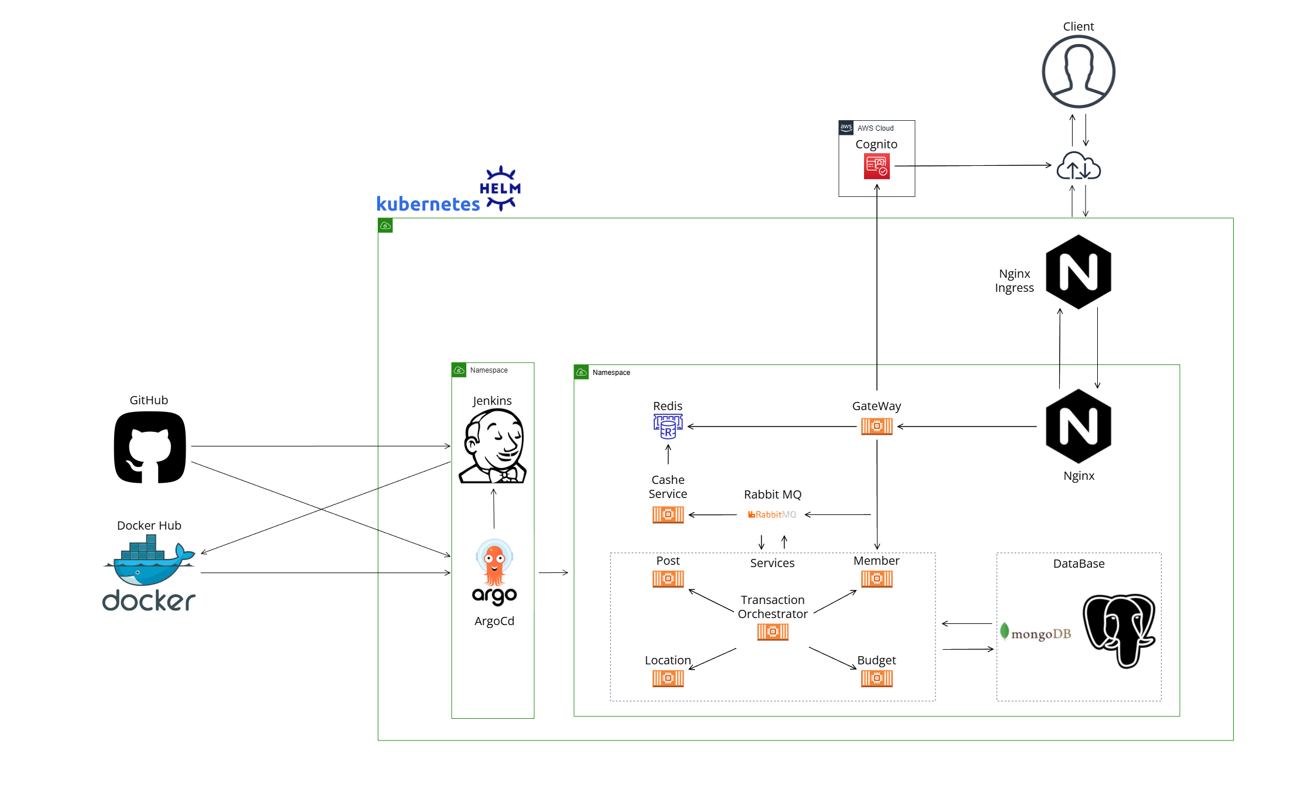 Client
aws
AWS Cloud
Cognito
HELM
kubernetes
Nginx
Ingress
Namespace
Namespace
GitHub
Jenkins
Redis
GateWay
Nginx
Cashe
Service
Rabbit MQ
RabbitMQ
Docker Hub
docker
argo
ArgoCd
Post
Services
Member
DataBase
Transaction
Orchestrator
mongoDB
Location
Budget